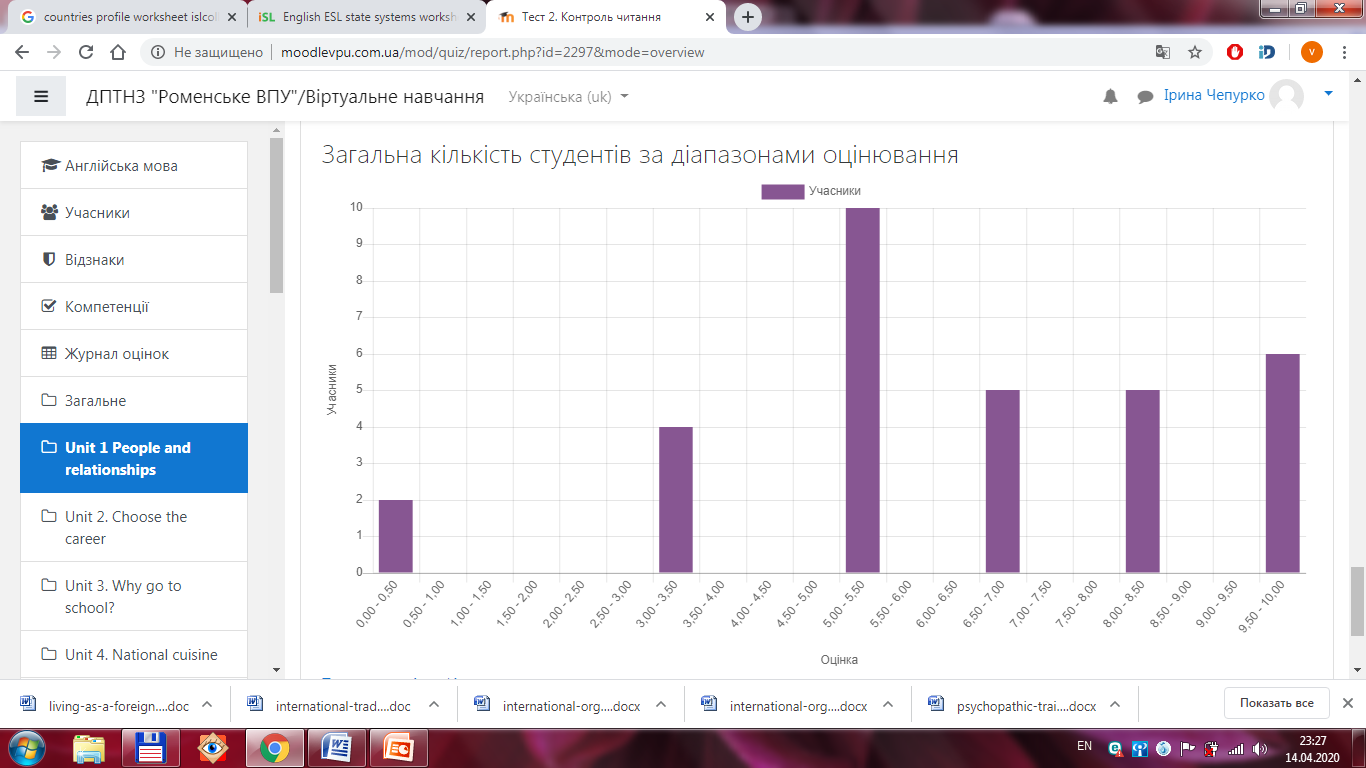 countries profile worksheet islcoll
iSL English ESL state systems worksh
Тест 2. Контроль читання
Не защищено
moodlevpu.com.ua/mod/quiz/report.php?id=2297&mode=overview
V
ДПТНЗ "Роменське ВПУ"/Віртуальне навчання
Українська (uk)
Ірина Чепурко
Англійська мова
Учасники
Відзнаки
Компетенції
Журнал оцінок
Загальне
Unit 1 People and
relationships
Unit 2. Choose the
career
Unit 3. Why go to
school?
Unit 4. National cuisine
Загальна кількість студентів за діапазонами оцінювання
Учасники
10
9
8
7
6
5
4
3
2
1
0
Учасники
0,00 - 0,50
0,50 - 1,00
1,00 - 1,50
1,50 - 2,00
2,00 - 2,50
2,50 - 3,00
3,00 - 3,50
3,50 - 4,00
4,00 - 4,50
4,50 - 5,00
5,00 - 5,50
5,50 - 6,00
6,00 - 6,50
6,50 - 7,00
7,00 - 7,50
7,50 - 8,00
8,00 - 8,50
8,50 - 9,00
9,00 - 9,50
9,50 - 10,00
Оцінка
living-as-a-foreign....doc
international-trad....doc
international-org....docx
international-org....docx
psychopathic-trai....docx
Показать все
EN
23:27
14.04.2020